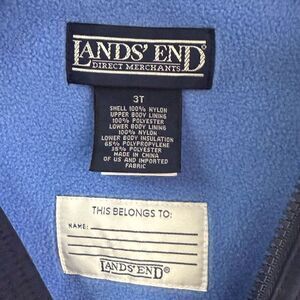 LANDS' END
DIRECT MERCHANTS
3T
SHELL 100% NYLON
UPPER BODY LINING
100% POLYESTER
LOWER BODY LINING
100% NYLON
LOWER BODY INSULATION
65% POLYPROPYLENE
35% POLYESTER
MADE IN CHINA
OF US AND IMPORTED
FABRIC
THIS BELONGS TO:
NAME:
LANDS' END®